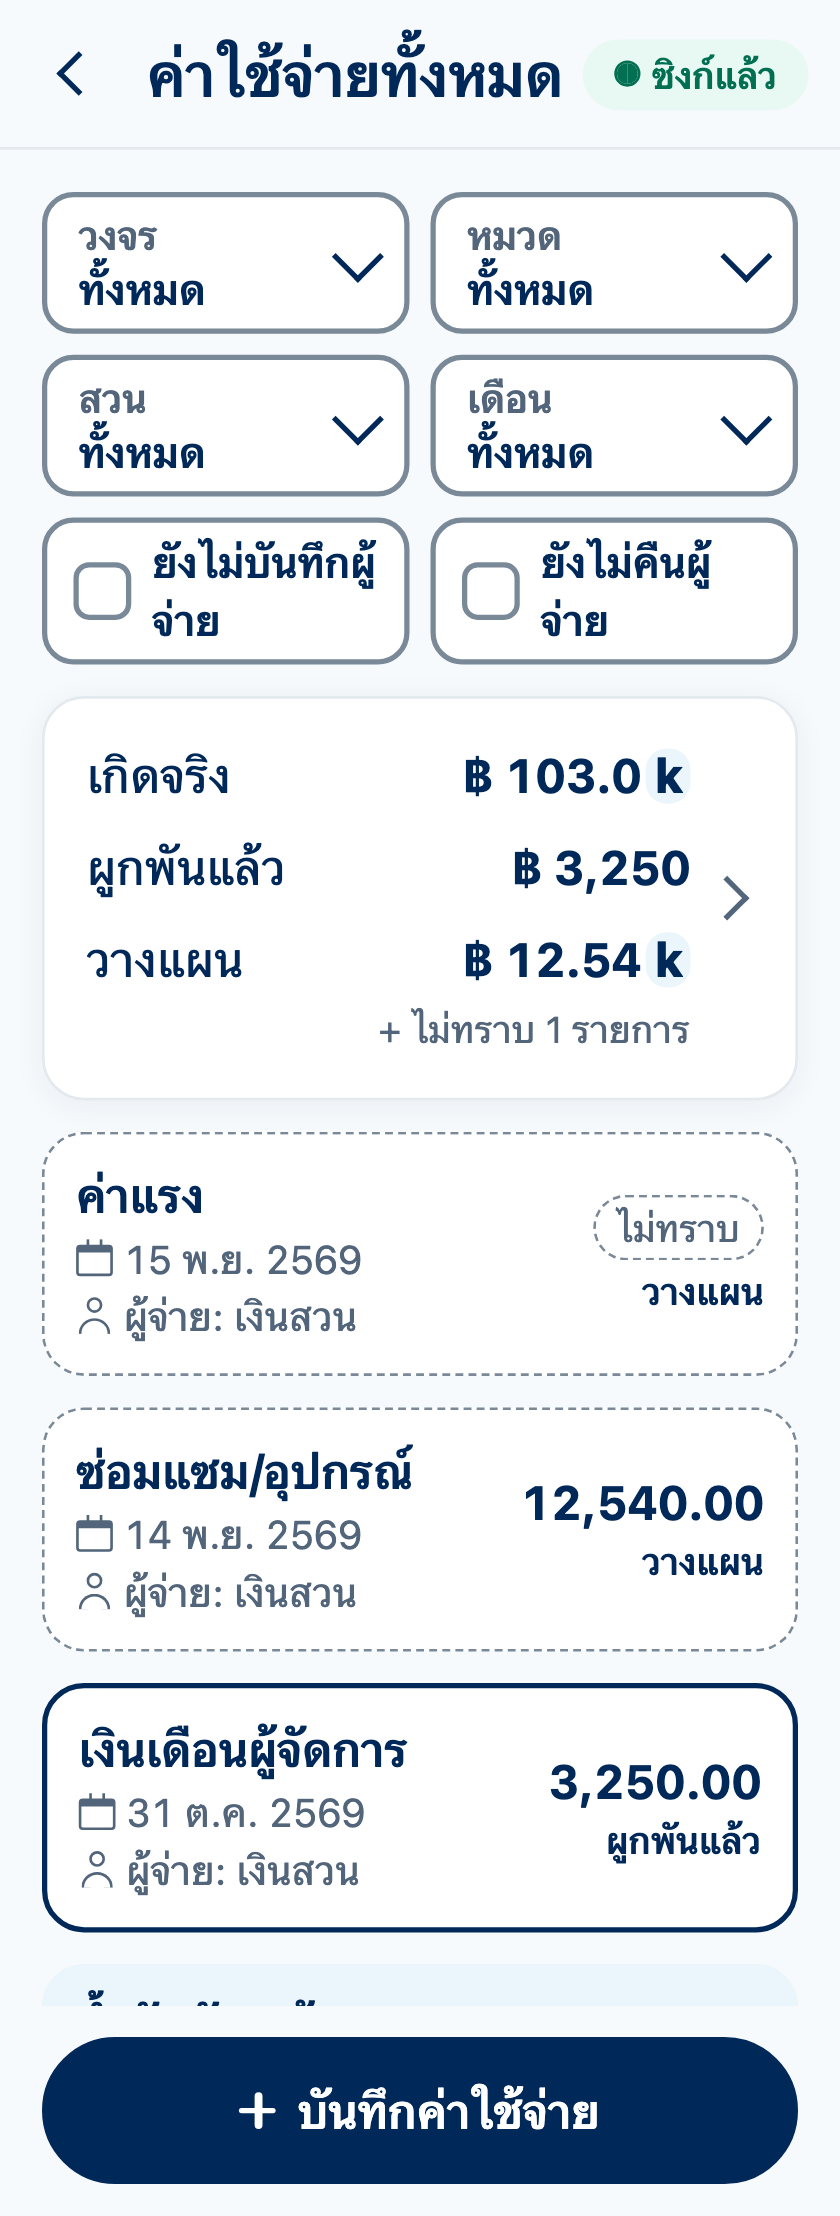 ค่าใช้จ่ายทั้งหมด
ซิงก์แล้ว
วงจร
ทั้งหมด
หมวด
ทั้งหมด
สวน
ทั้งหมด
เดือน
ทั้งหมด
ยังไม่บันทึกผู้
จ่าย
ยังไม่คืนผู้
จ่าย
เกิดจริง ฿ 103.0 k
ผูกพันแล้ว ฿ 3,250
วางแผน ฿ 12.54 k
+ ไม่ทราบ 1 รายการ
ค่าแรง
15 พ.ย. 2569
ผู้จ่าย: เงินสวน
ไม่ทราบ
วางแผน
ซ่อมแซม/อุปกรณ์
14 พ.ย. 2569
ผู้จ่าย: เงินสวน
12,540.00
วางแผน
เงินเดือนผู้จัดการ
31 ต.ค. 2569
ผู้จ่าย: เงินสวน
3,250.00
ผูกพันแล้ว
+ บันทึกค่าใช้จ่าย